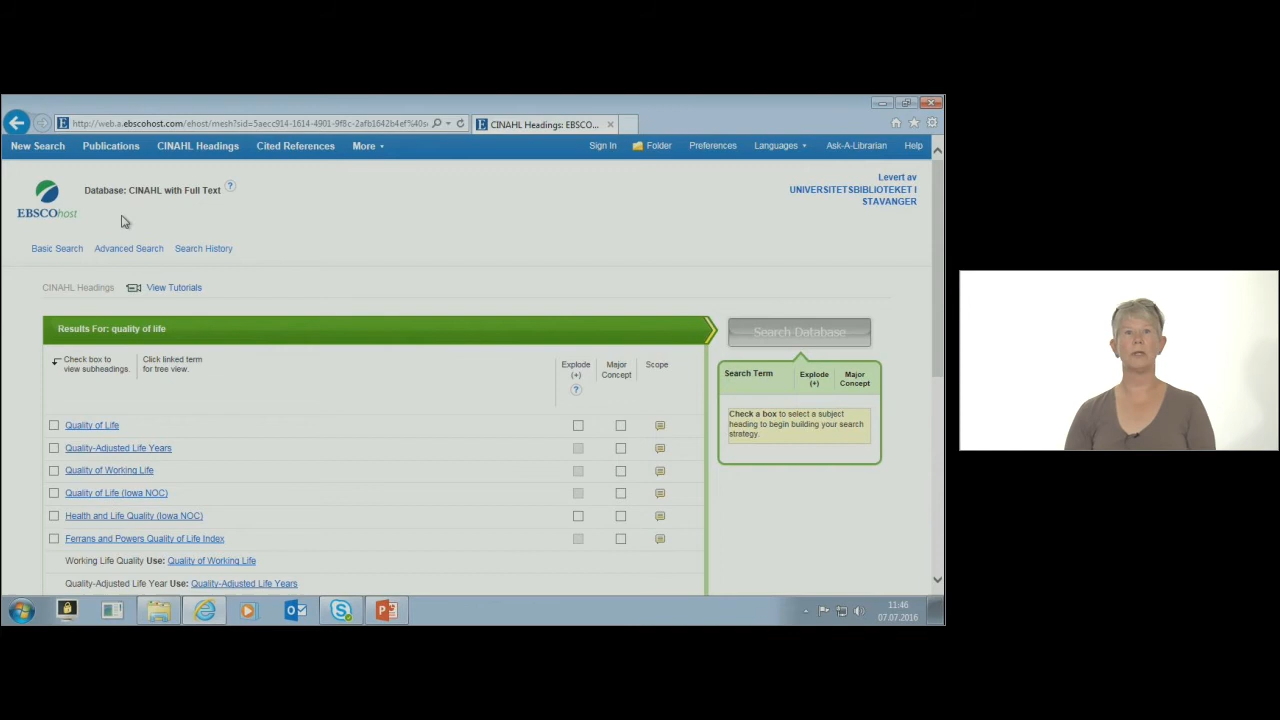 http://web.a.ebscohost.com/ehost/mesh?sid=5aecc914-1614-4901-9f8c-2afb1642b4ef%40s
CINAHL Headings: EBSCO...
New Search Publications CINAHL Headings Cited References More
Sign In Folder Preferences Languages Ask-A-Librarian Help
Database: CINAHL with Full Text
EBSCOhost
Levert av
UNIVERSITETSBIBLIOTEKET I
STAVANGER
Basic Search Advanced Search Search History
CINAHL Headings View Tutorials
Results For: quality of life
Check box to
view subheadings.
Click linked term
for tree view.
Explode
(+)
Major
Concept
Scope
Quality of Life
Quality-Adjusted Life Years
Quality of Working Life
Quality of Life (Iowa NOC)
Health and Life Quality (Iowa NOC)
Ferrans and Powers Quality of Life Index
Working Life Quality Use: Quality of Working Life
Quality-Adjusted Life Year Use: Quality-Adjusted Life Years
Search Database
Search Term
Explode
(+)
Major
Concept
Check a box to select a subject
heading to begin building your search
strategy.
11:46
07.07.2016